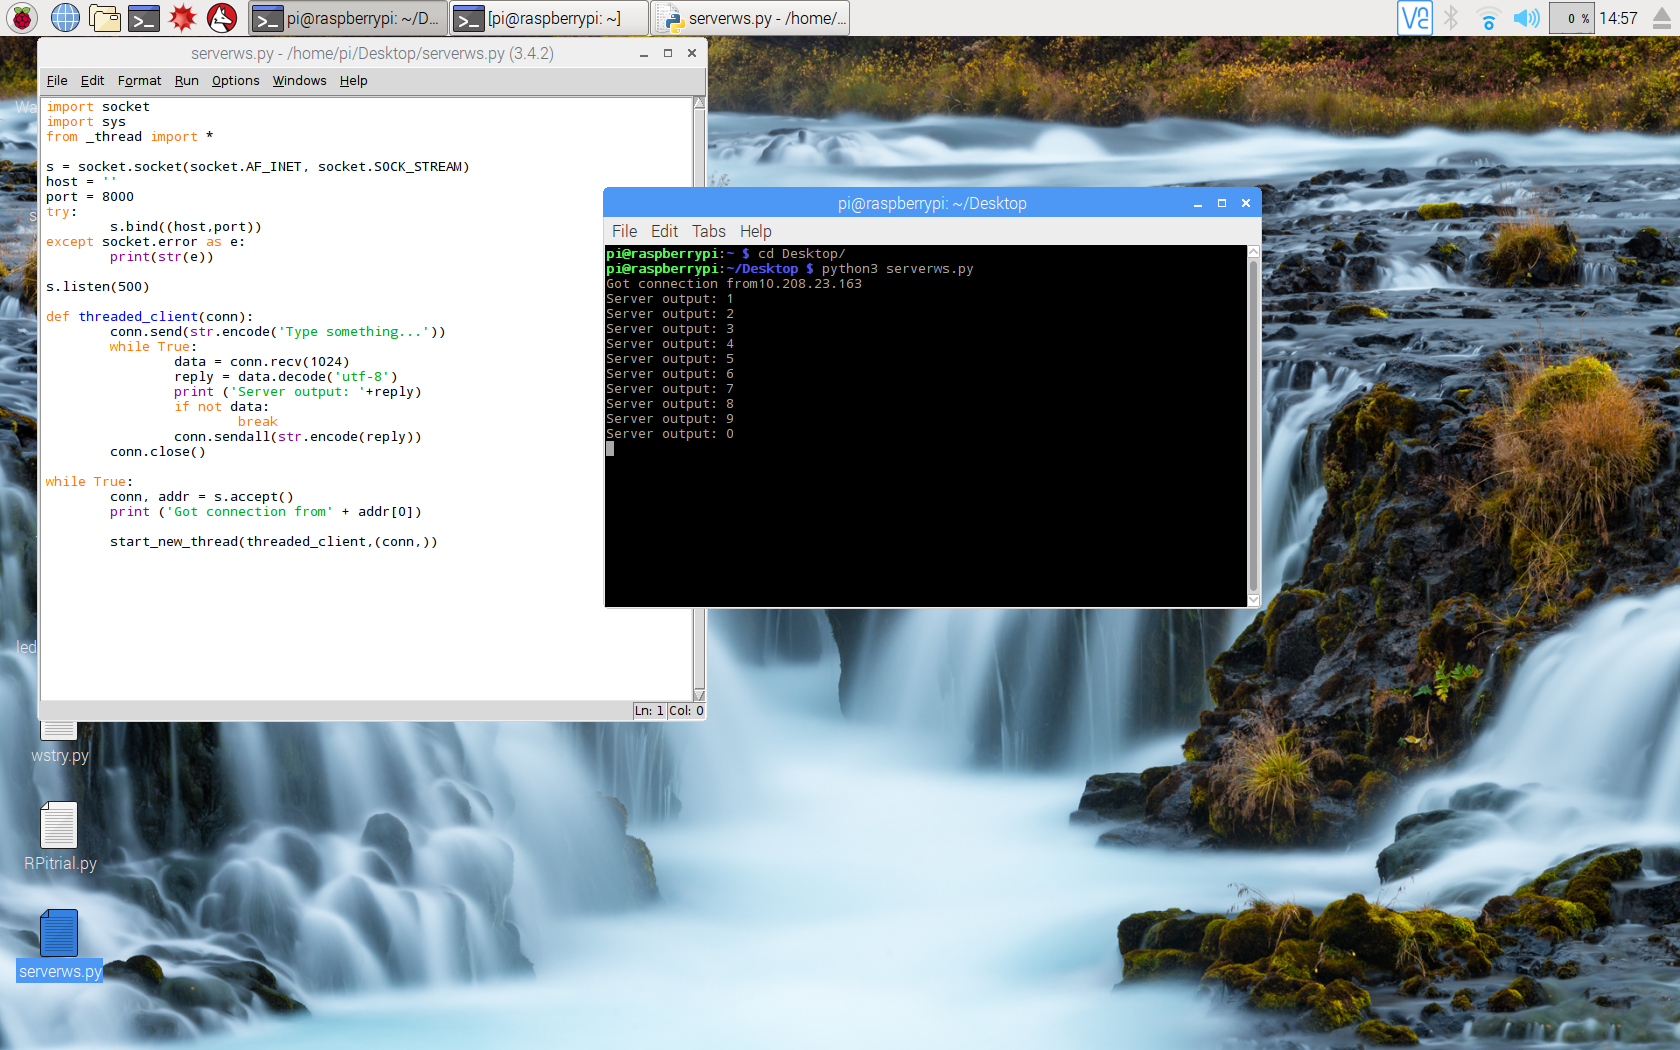 pi@raspberrypi: ~/D...
[pi@raspberrypi: ~]
serverws.py - /home/...
0 %
14:57
serverws.py - /home/pi/Desktop/serverws.py (3.4.2)
File Edit Format Run Options Windows Help
import socket
import sys
from _thread import *
s = socket.socket(socket.AF_INET, socket.SOCK_STREAM)
host = ''
port = 8000
try:
        s.bind((host,port))
except socket.error as e:
        print(str(e))
s.listen(500)
def threaded_client(conn):
        conn.send(str.encode('Type something...'))
        while True:
                data = conn.recv(1024)
                reply = data.decode('utf-8')
                print ('Server output: '+reply)
                if not data:
                        break
                conn.sendall(str.encode(reply))
        conn.close()
while True:
        conn, addr = s.accept()
        print ('Got connection from' + addr[0])
        start_new_thread(threaded_client,(conn,))
Ln: 1 Col: 0
pi@raspberrypi: ~/Desktop
File Edit Tabs Help
pi@raspberrypi:~ $ cd Desktop/
pi@raspberrypi:~/Desktop $ python3 serverws.py
Got connection from10.208.23.163
Server output: 1
Server output: 2
Server output: 3
Server output: 4
Server output: 5
Server output: 6
Server output: 7
Server output: 8
Server output: 9
Server output: 0
Wa
s
led
wstry.py
RPitrial.py
serverws.py